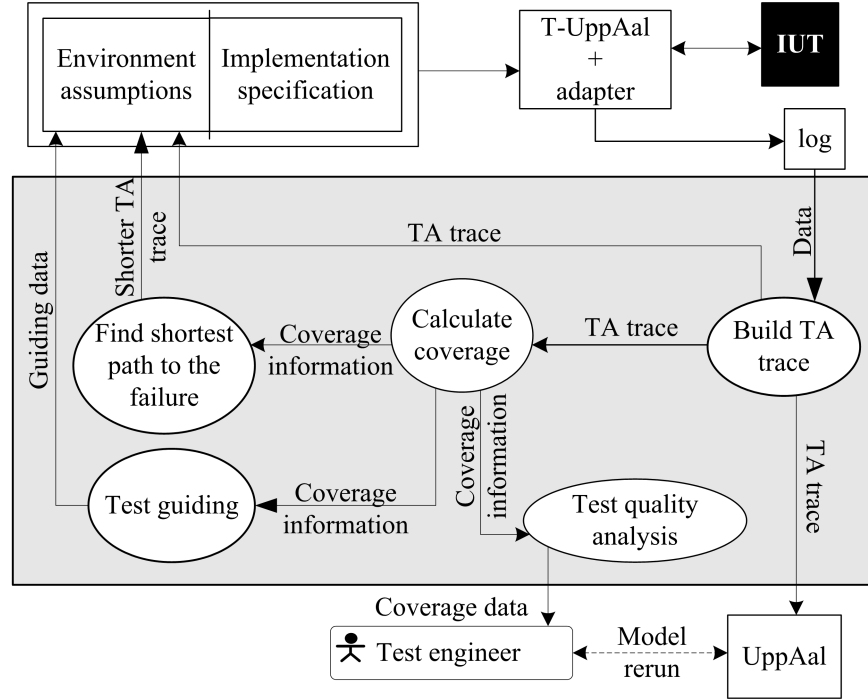 Environment
assumptions
Implementation
specification
T-UppAal
+
adapter
IUT
log
Data
Shorter TA
trace
TA trace
Guiding data
Find shortest
path to the
failure
Coverage
information
Calculate
coverage
TA trace
Build TA
trace
Coverage
information
TA trace
Test guiding
Coverage
information
Test quality
analysis
Coverage data
Test engineer
Model
rerun
UppAal